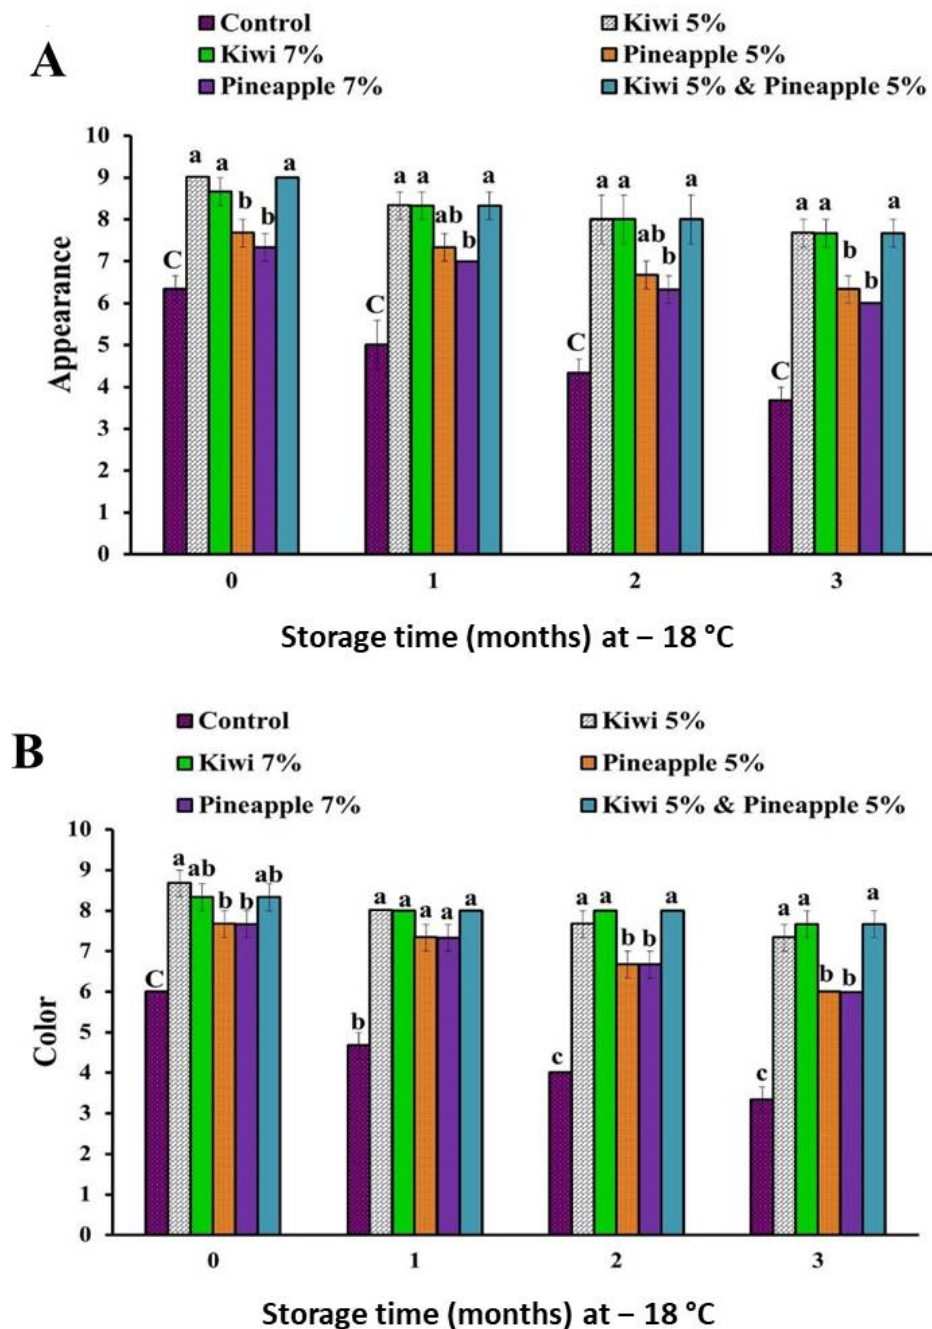 A
Control
Kiwi 5%
Kiwi 7%
Pineapple 5%
Pineapple 7%
Kiwi 5% & Pineapple 5%
Appearance
10
9
8
7
6
5
4
3
2
1
0
C a a b b a
C a a ab b a
C a a ab b a
C a a b b a
0 1 2 3
Storage time (months) at – 18 °C
B
Control
Kiwi 5%
Kiwi 7%
Pineapple 5%
Pineapple 7%
Kiwi 5% & Pineapple 5%
Color
10
9
8
7
6
5
4
3
2
1
0
C a ab b b ab
b a a a a a
c a a b b a
c a a b b a
0 1 2 3
Storage time (months) at – 18 °C